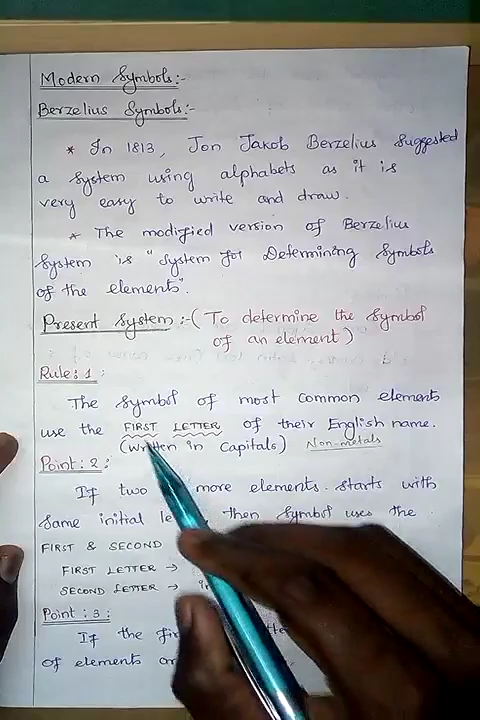 Modern Symbols:-
Berzelius Symbols:-
* In 1813, Jon Jakob Berzelius suggested
a system using alphabets as it is
very easy to write and draw.
* The modified version of Berzelius
system is "System for Determining Symbols
of the elements".
Present System:- (To determine the symbol
of an element)
Rule: 1:
The Symbol of most common elements
use the FIRST LETTER of their English name.
(written in Capitals) Non-metals
Point: 2:
If two more elements. starts with
same initial then symbol uses the
FIRST & SECOND
FIRST LETTER →
SECOND LETTER →
Point: 3:
If the
of elements